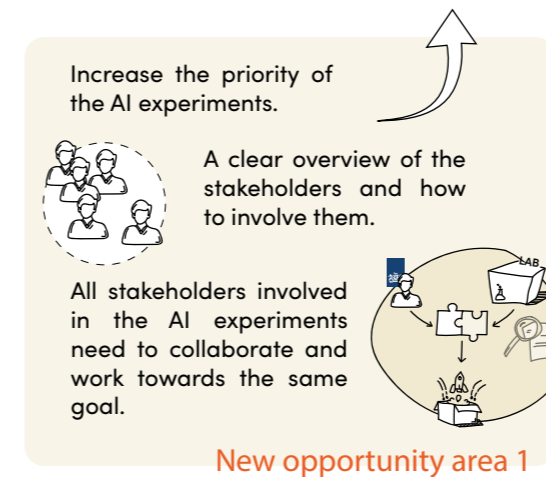 Increase the priority of
the AI experiments.
A clear overview of the
stakeholders and how
to involve them.
All stakeholders involved
in the AI experiments
need to collaborate and
work towards the same
goal.
LAB
New opportunity area 1